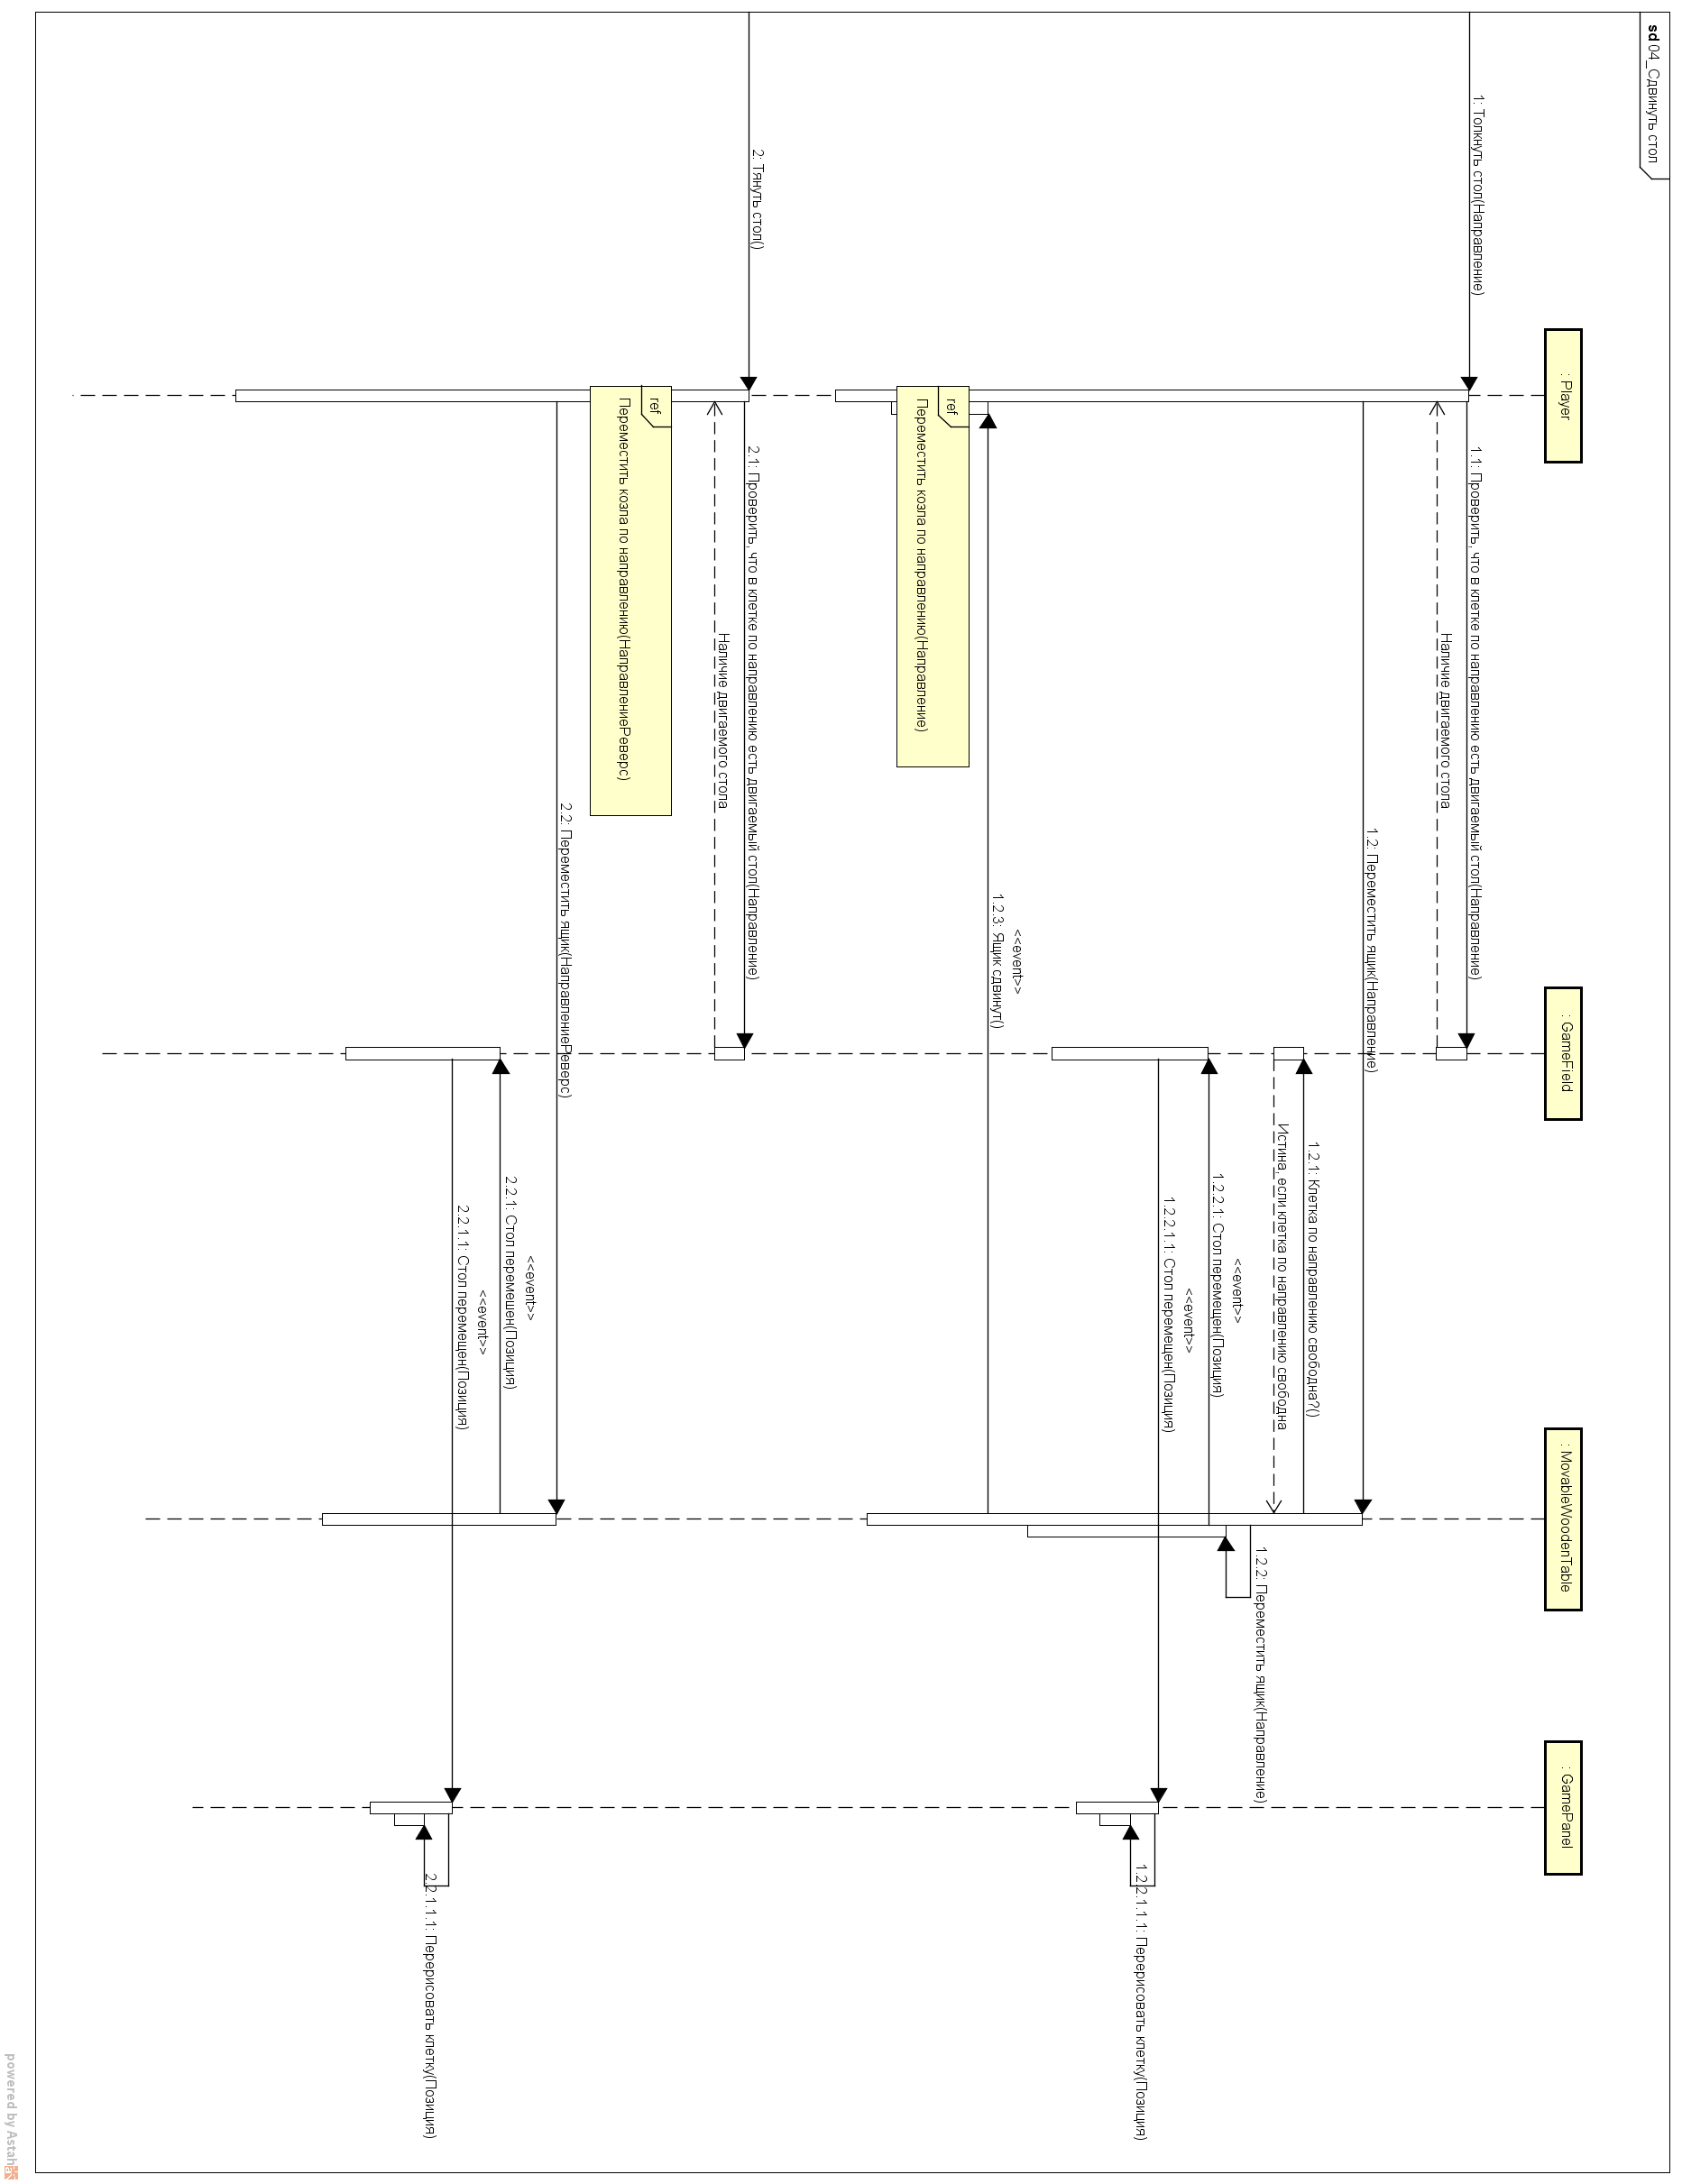 sd 04_Сдвинуть стол
: Player
: GameField
: MovableWoodenTable
: GamePanel
1: Толкнуть стол(Направление)
1.1: Проверить, что в клетке по направлению есть двигаемый стол(Направление)
Наличие двигаемого стола
1.2: Переместить ящик(Направление)
1.2.1: Клетка по направлению свободна?()
Истина, если клетка по направлению свободна
1.2.2: Переместить ящик(Направление)
<<event>>
1.2.2.1: Стол перемещен(Позиция)
<<event>>
1.2.2.1.1: Стол перемещен(Позиция)
1.2.2.1.1.1: Перерисовать клетку(Позиция)
<<event>>
1.2.3: Ящик сдвинут()
ref
Переместить козла по направлению(Направление)
2: Тянуть стол()
2.1: Проверить, что в клетке по направлению есть двигаемый стол(Направление)
Наличие двигаемого стола
ref
Переместить козла по направлению(НаправлениеРеверс)
2.2: Переместить ящик(НаправлениеРеверс)
<<event>>
2.2.1: Стол перемещен(Позиция)
<<event>>
2.2.1.1: Стол перемещен(Позиция)
2.2.1.1.1: Перерисовать клетку(Позиция)
powered by Astah